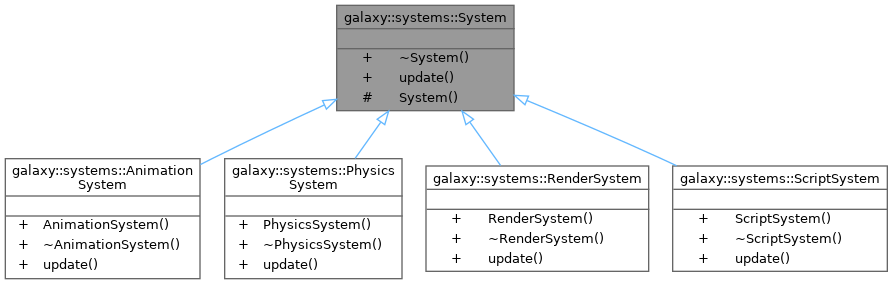 galaxy::systems::System
+ ~System()
+ update()
# System()
galaxy::systems::Animation
System
+ AnimationSystem()
+ ~AnimationSystem()
+ update()
galaxy::systems::Physics
System
+ PhysicsSystem()
+ ~PhysicsSystem()
+ update()
galaxy::systems::RenderSystem
+ RenderSystem()
+ ~RenderSystem()
+ update()
galaxy::systems::ScriptSystem
+ ScriptSystem()
+ ~ScriptSystem()
+ update()